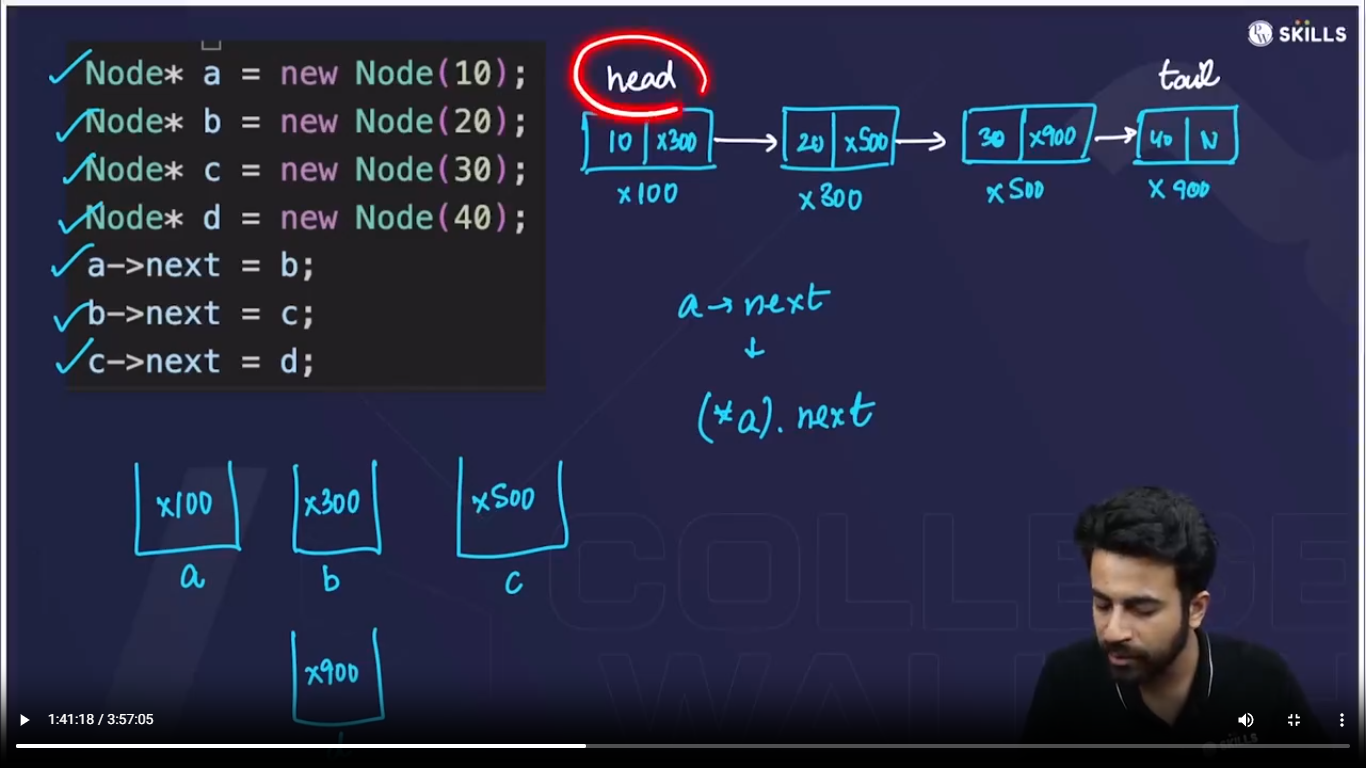 SKILLS
Node* a = new Node(10);
Node* b = new Node(20);
Node* c = new Node(30);
Node* d = new Node(40);
a->next = b;
b->next = c;
c->next = d;
head
tail
10 x300
20 x500
30 x900
40 N
x100
x300
x500
x900
a → next
(*a). next
x100
x300
x500
a
b
c
x900
COLLEGE
WALLAH
1:41:18 / 3:57:05
SKILLS